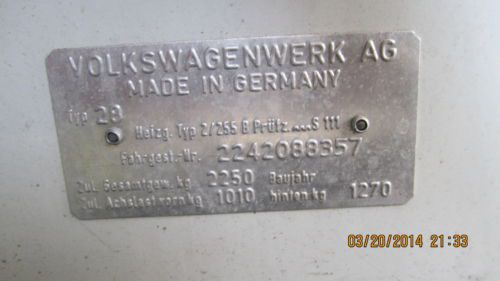 VOLKSWAGENWERK AG
MADE IN GERMANY
Typ 28
Heizg. Typ 2/255 B Prüfz. ....S 111
Fahrgest.-Nr. 2242088357
Zul. Gesamtgew. kg 2250 Baujahr
Zul. Achslast vorn kg 1010 hinten kg 1270
03/20/2014 21:33